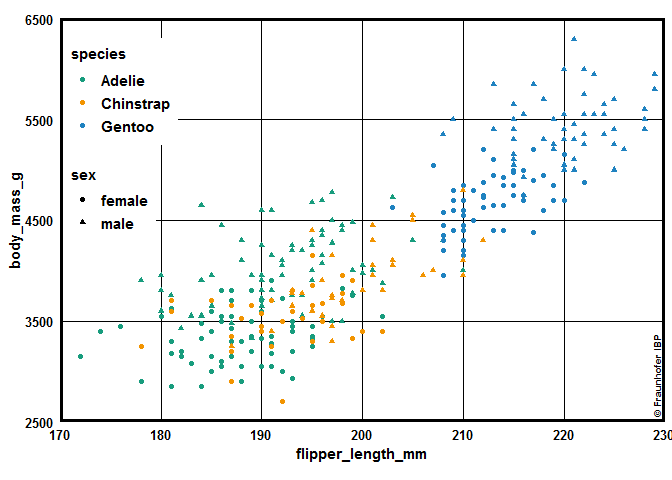 6500
5500
4500
3500
2500
body_mass_g
species
Adelie
Chinstrap
Gentoo
sex
female
male
© Fraunhofer IBP
170 180 190 200 210 220 230
flipper_length_mm